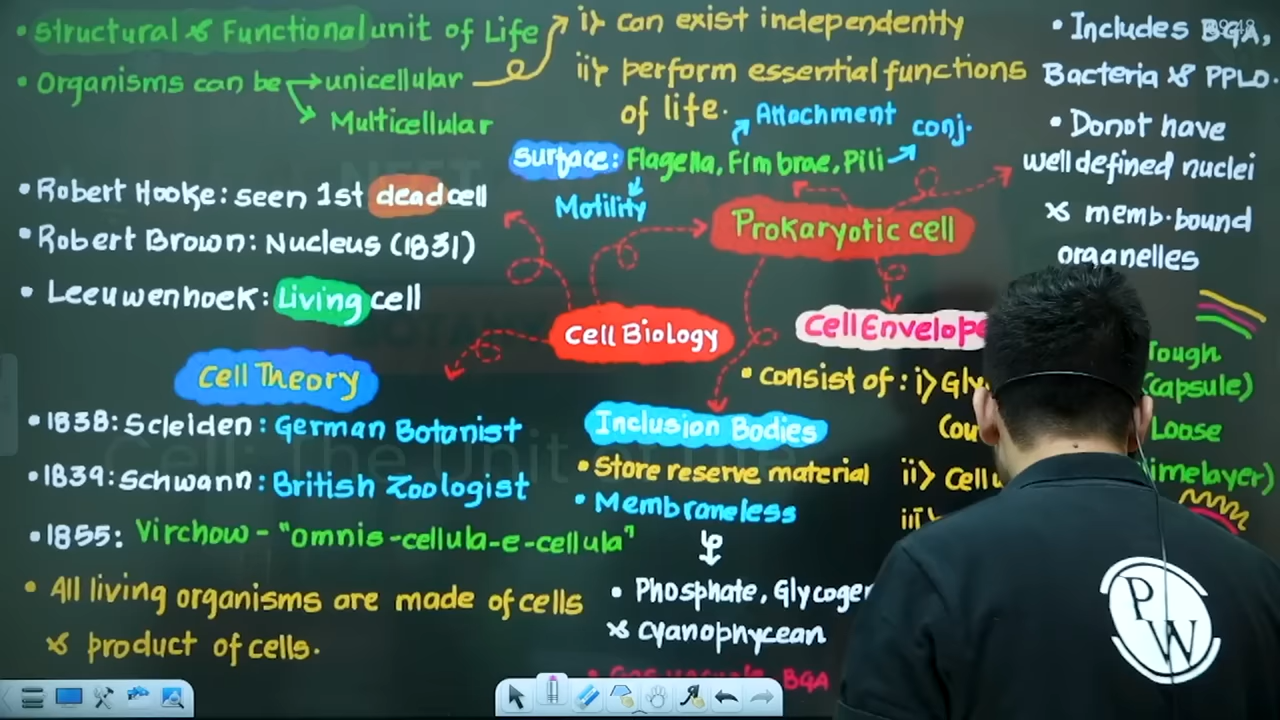 • Structural & Functional unit of Life
• Organisms can be → unicellular
Multicellular
i) can exist independently
ii) perform essential functions
of life.
• Includes BGA,
Bacteria & PPLO.
• Donot have
well defined nuclei
& memb. bound
organelles
Attachment
conj.
Surface: Flagella, Fimbrae, Pili
Motility
• Robert Hooke: seen 1st dead cell
• Robert Brown: Nucleus (1831)
• Leeuwenhoek: Living cell
Prokaryotic cell
Cell Biology
Cell Envelope
• consist of: i) Gly
ii) Cell
iii)
Tough
(capsule)
Loose
Cell Theory
• 1838: Scleiden: German Botanist
• 1839: Schwann: British Zoologist
• 1855: Virchow - "omnis-cellula-e-cellula"
• All living organisms are made of cells
& product of cells.
Inclusion Bodies
• Store reserve material
• Membraneless
• Phosphate, Glycogen
& cyanophycean
BGA
PW